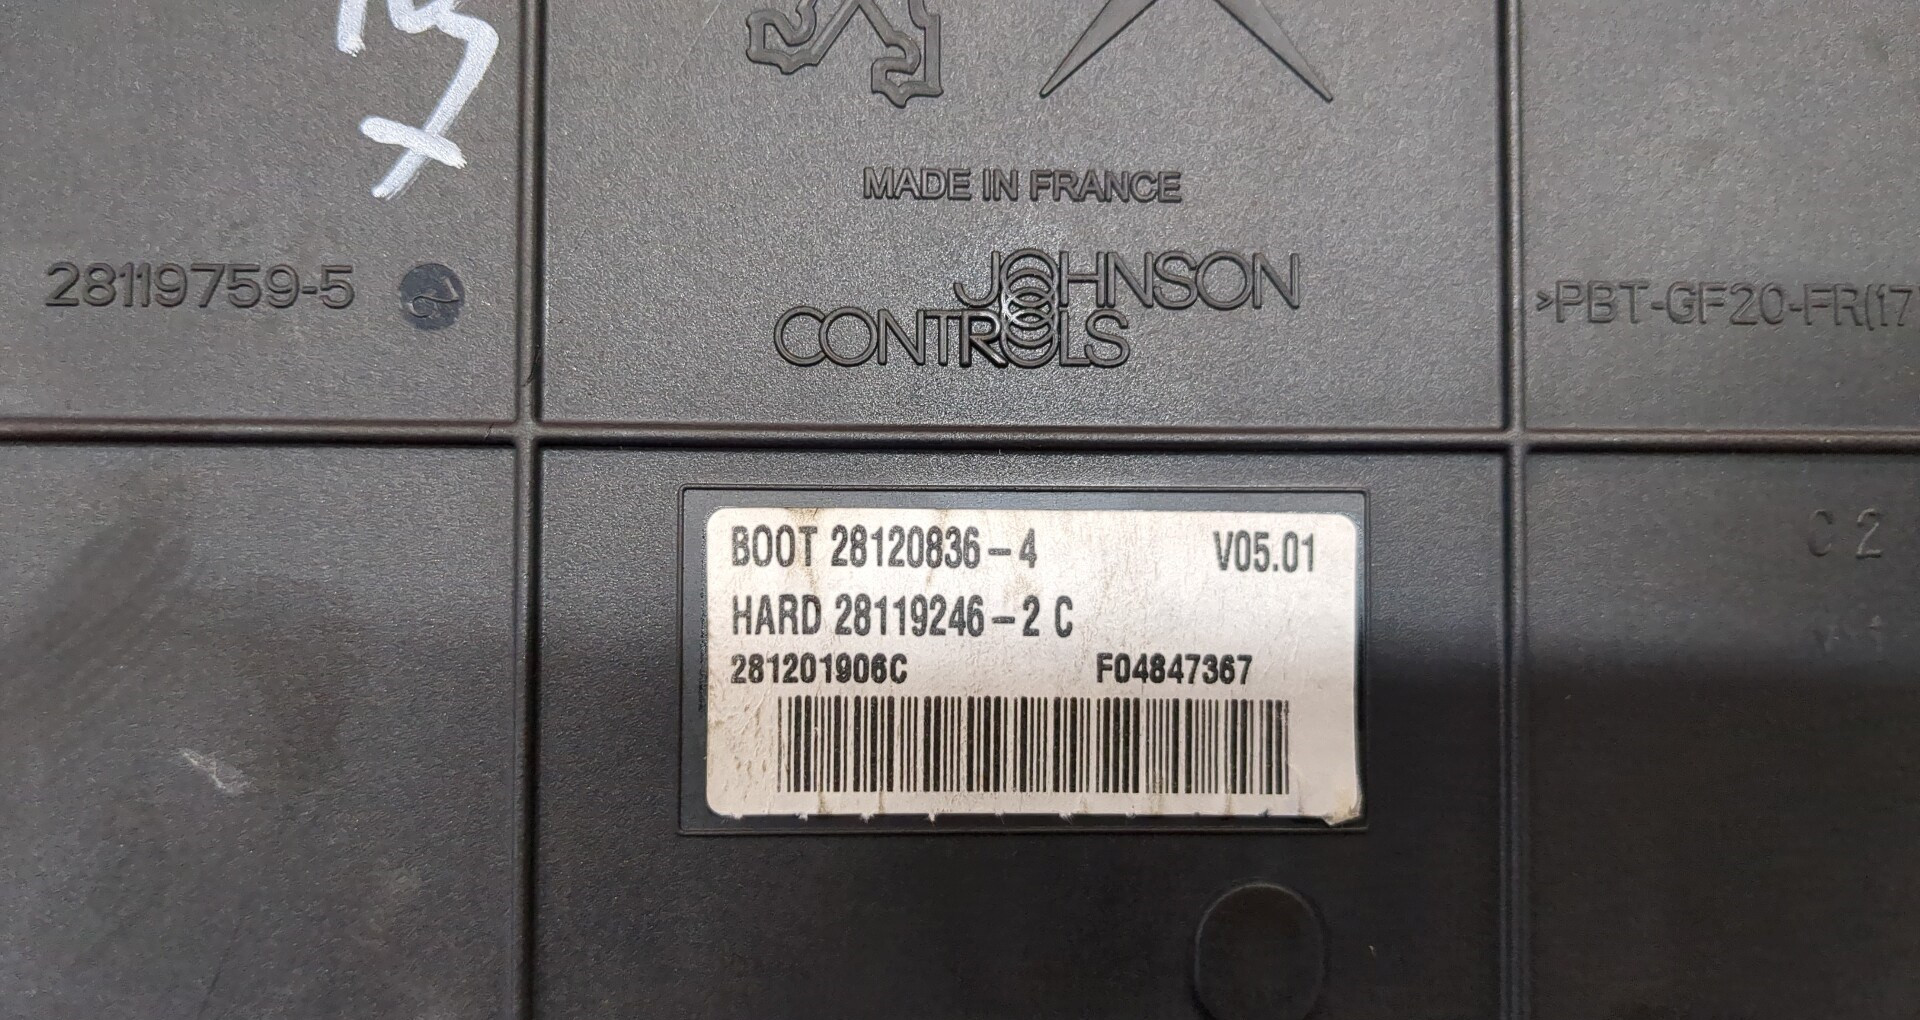 MADE IN FRANCE
28119759-5
JOHNSON
CONTROLS
>PBT-GF20-FR(17
BOOT 28120836-4 V05.01
HARD 28119246-2 C
281201906C F04847367
C 2